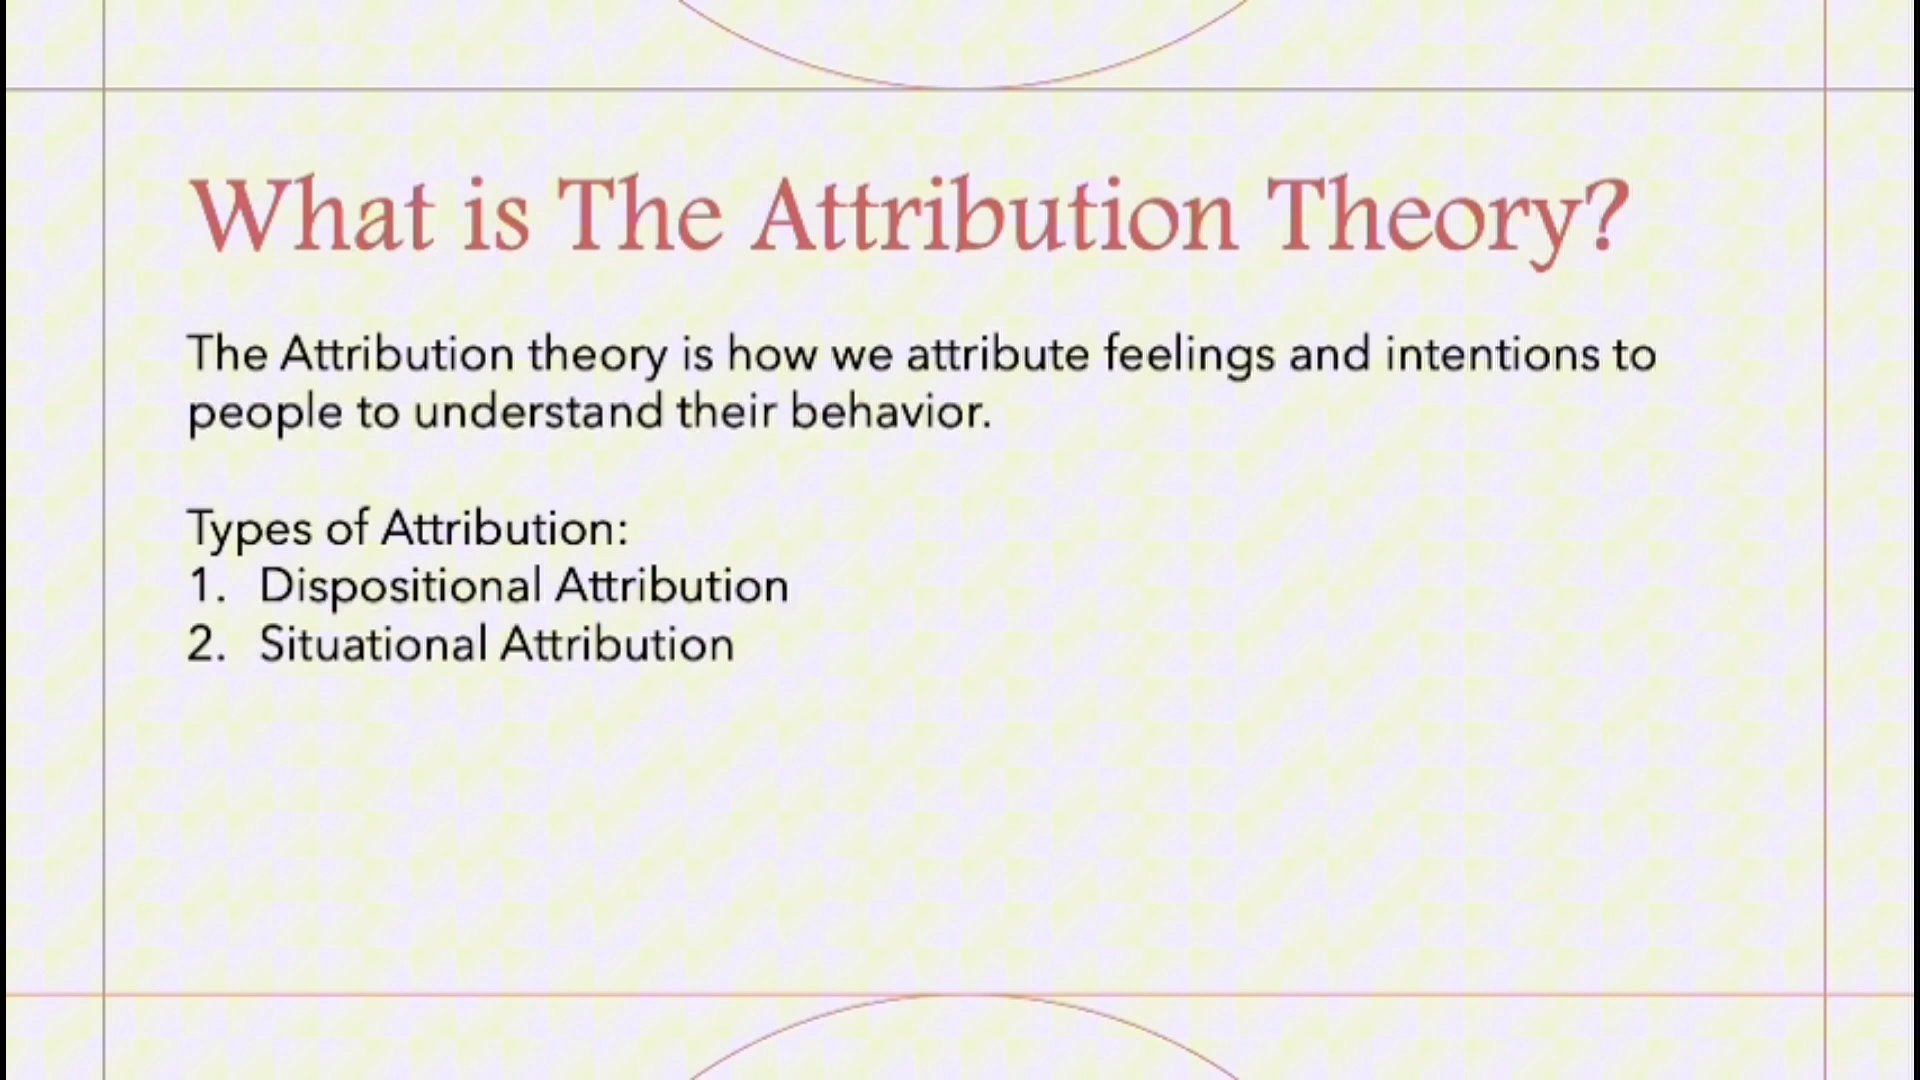 What is The Attribution Theory?
The Attribution theory is how we attribute feelings and intentions to
people to understand their behavior.
Types of Attribution:
1. Dispositional Attribution
2. Situational Attribution